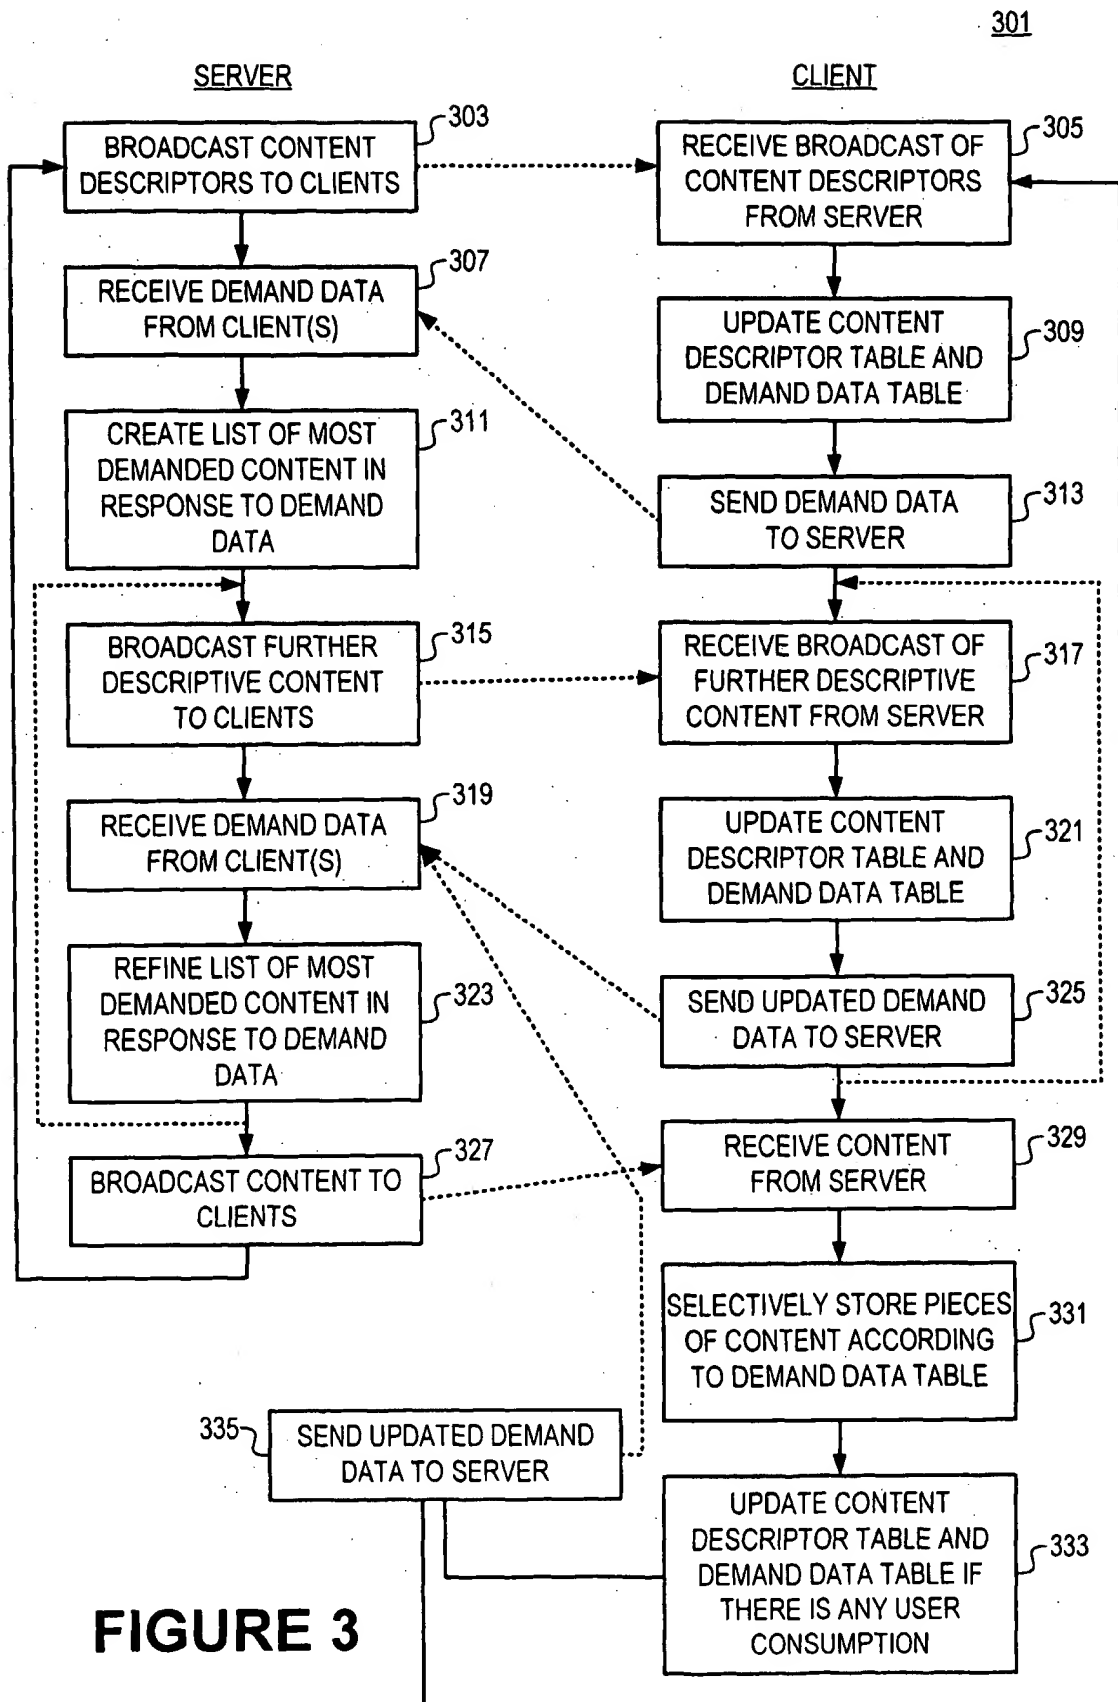 301
SERVER
CLIENT
303
BROADCAST CONTENT
DESCRIPTORS TO CLIENTS
305
RECEIVE BROADCAST OF
CONTENT DESCRIPTORS
FROM SERVER
307
RECEIVE DEMAND DATA
FROM CLIENT(S)
309
UPDATE CONTENT
DESCRIPTOR TABLE AND
DEMAND DATA TABLE
311
CREATE LIST OF MOST
DEMANDED CONTENT IN
RESPONSE TO DEMAND
DATA
313
SEND DEMAND DATA
TO SERVER
315
BROADCAST FURTHER
DESCRIPTIVE CONTENT
TO CLIENTS
317
RECEIVE BROADCAST OF
FURTHER DESCRIPTIVE
CONTENT FROM SERVER
319
RECEIVE DEMAND DATA
FROM CLIENT(S)
321
UPDATE CONTENT
DESCRIPTOR TABLE AND
DEMAND DATA TABLE
323
REFINE LIST OF MOST
DEMANDED CONTENT IN
RESPONSE TO DEMAND
DATA
325
SEND UPDATED DEMAND
DATA TO SERVER
327
BROADCAST CONTENT TO
CLIENTS
329
RECEIVE CONTENT
FROM SERVER
331
SELECTIVELY STORE PIECES
OF CONTENT ACCORDING
TO DEMAND DATA TABLE
335
SEND UPDATED DEMAND
DATA TO SERVER
333
UPDATE CONTENT
DESCRIPTOR TABLE AND
DEMAND DATA TABLE IF
THERE IS ANY USER
CONSUMPTION
FIGURE 3